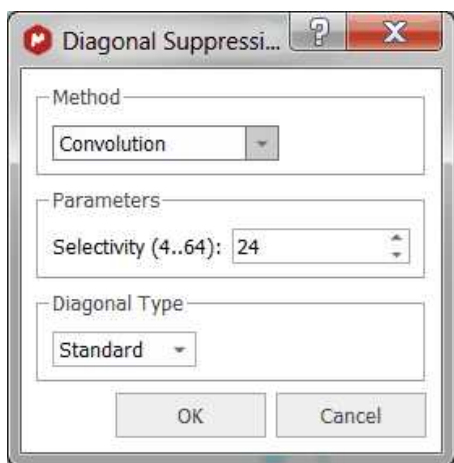 Diagonal Suppressi...
Method
Convolution
Parameters
Selectivity (4..64): 24
Diagonal Type
Standard
OK Cancel